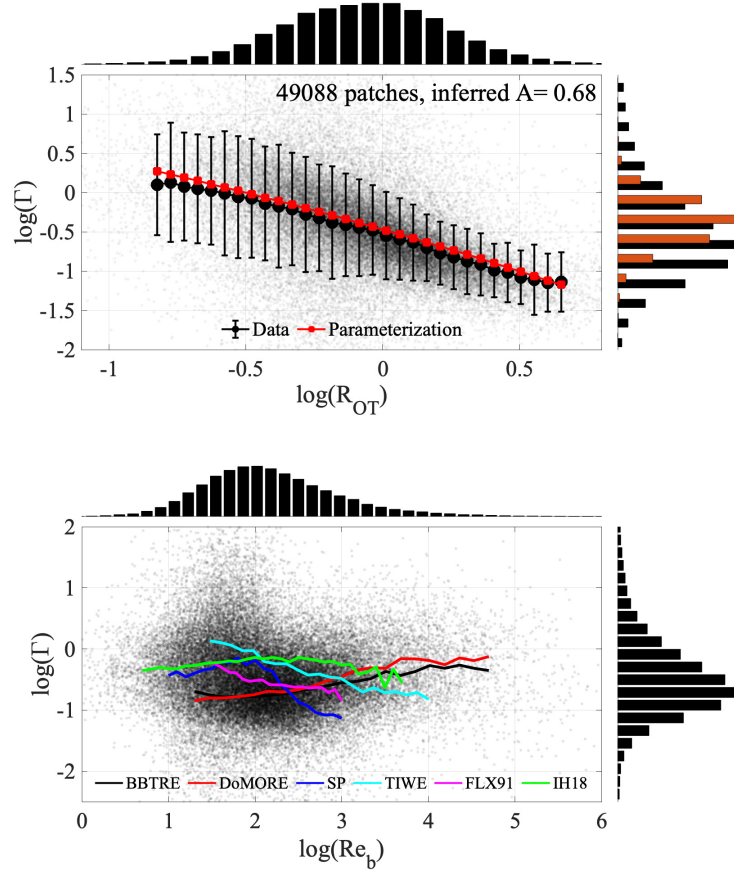 1.5
49088 patches, inferred A= 0.68
1
0.5
0
-0.5
-1
-1.5
-2
log(Γ)
Data
Parameterization
-1
-0.5
0
0.5
log(R_OT)
2
1
0
-1
-2
log(Γ)
BBTRE
DoMORE
SP
TIWE
FLX91
IH18
0
1
2
3
4
5
6
log(Re_b)